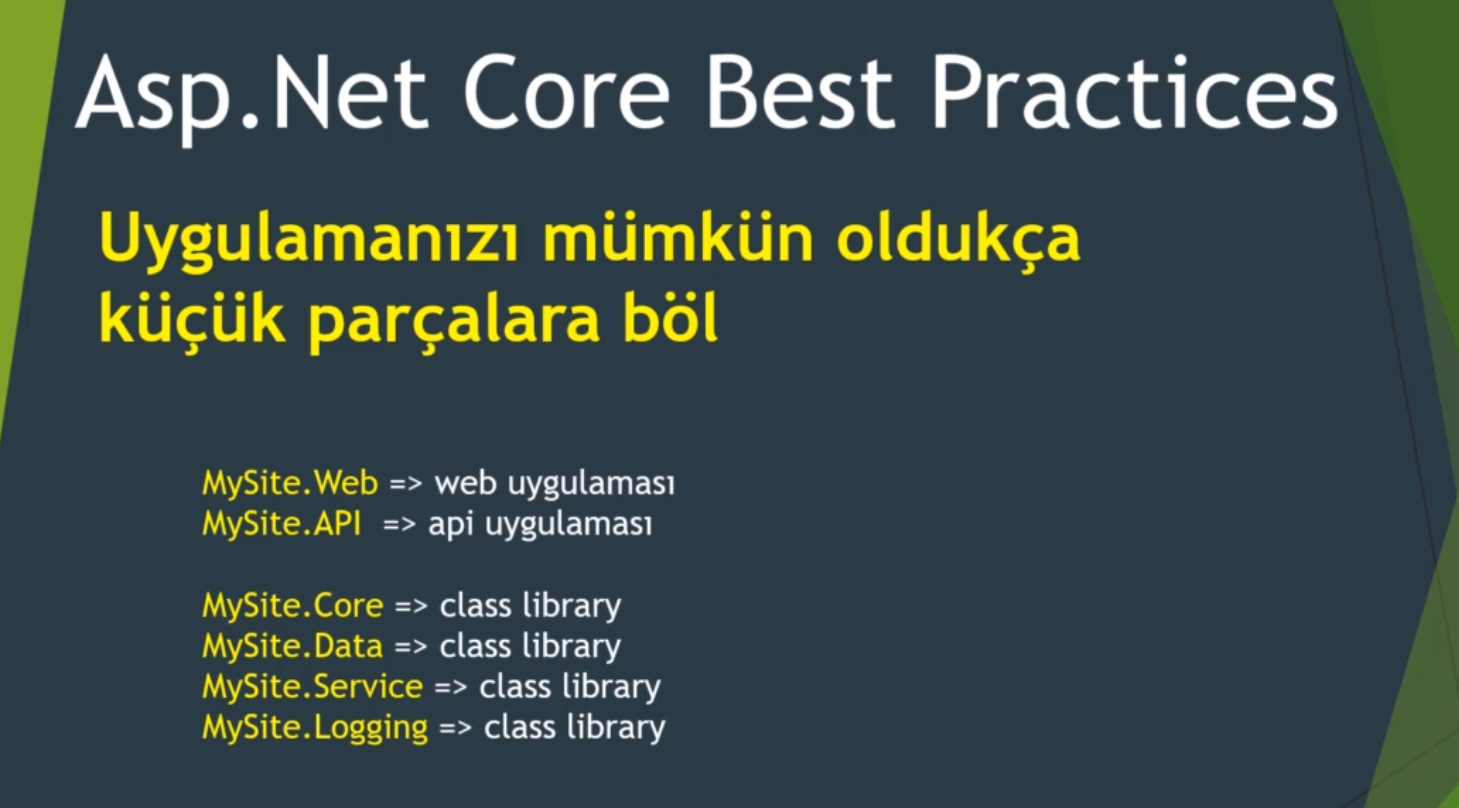 Asp.Net Core Best Practices
Uygulamanızı mümkün oldukça
küçük parçalara böl
MySite.Web => web uygulaması
MySite.API => api uygulaması
MySite.Core => class library
MySite.Data => class library
MySite.Service => class library
MySite.Logging => class library